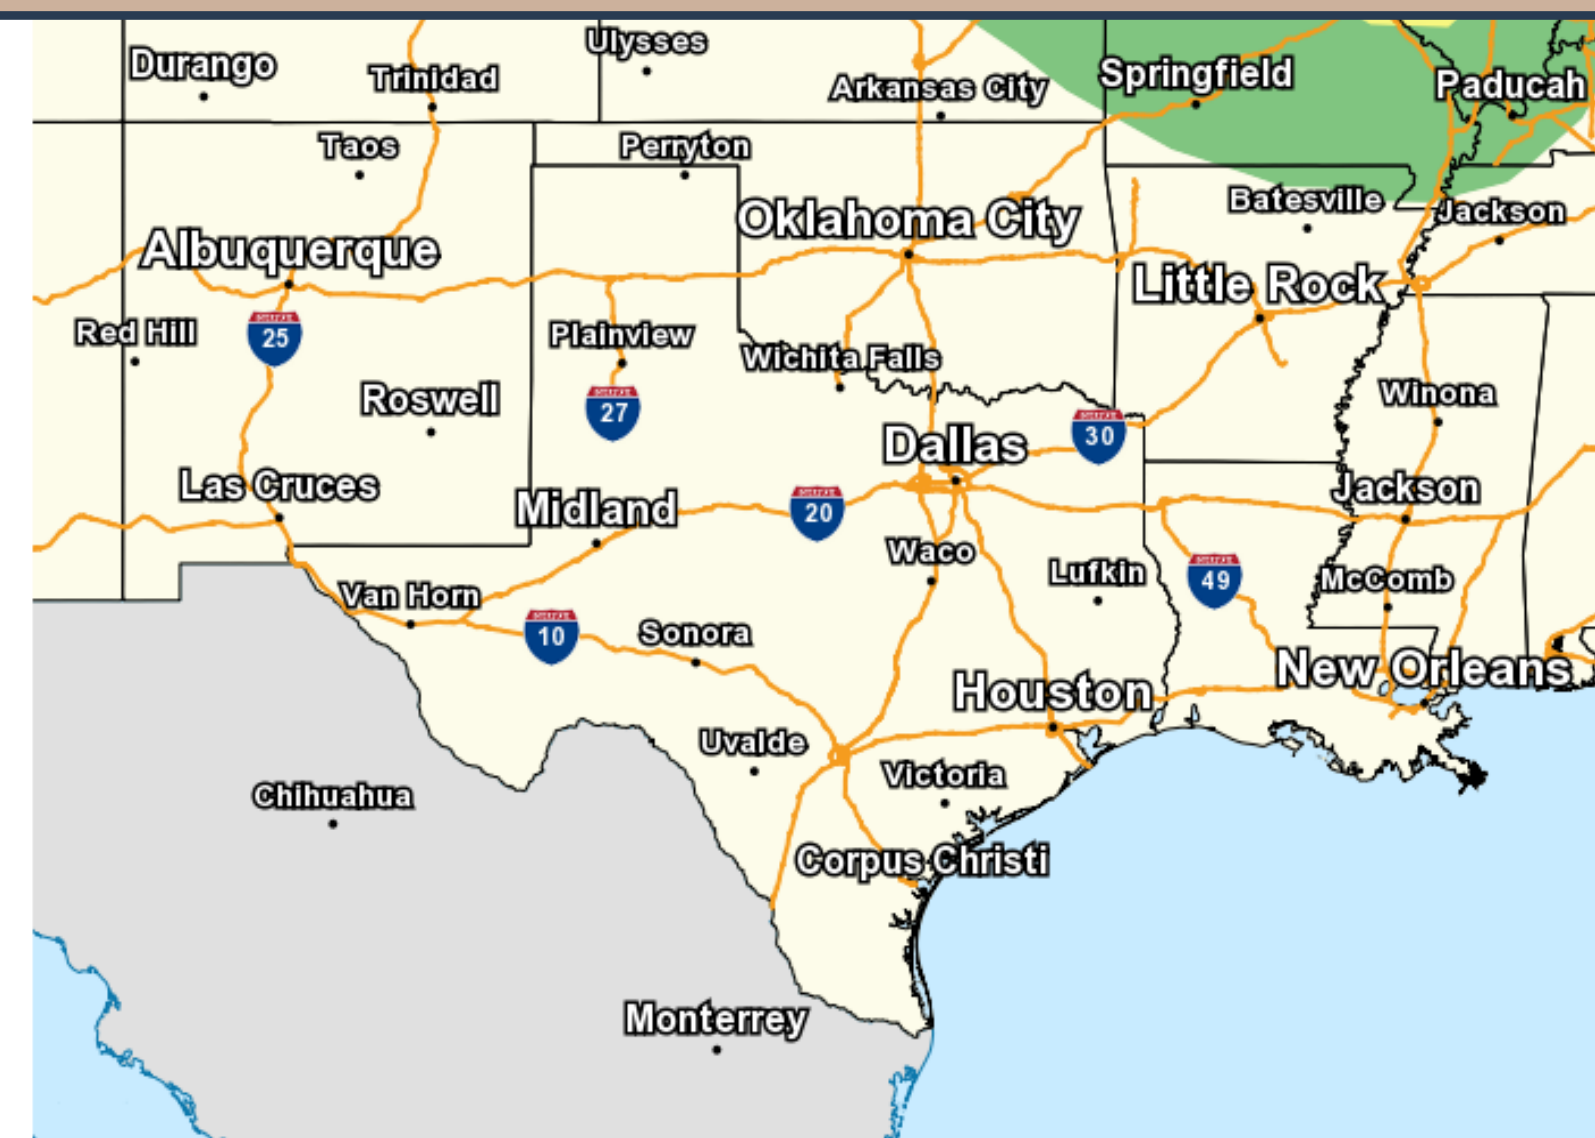 Ulysses
Durango
Trinidad
Arkansas City
Springfield
Paducah
Taos
Perryton
Batesville
Jackson
Oklahoma City
Albuquerque
Little Rock
Red Hill
25
Plainview
Wichita Falls
Roswell
27
Winona
30
Dallas
Las Cruces
Midland
20
Jackson
Waco
Lufkin
49
McComb
Van Horn
10
Sonora
New Orleans
Houston
Uvalde
Victoria
Chihuahua
Corpus Christi
Monterrey